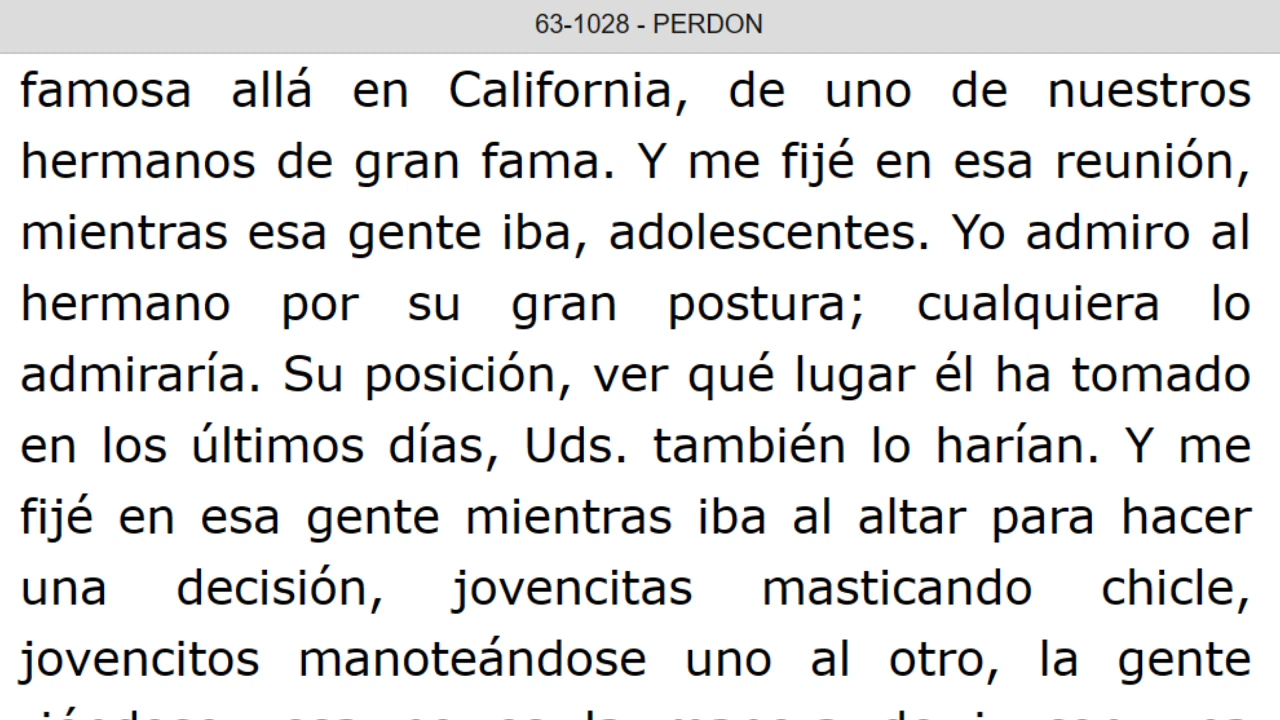 63-1028 - PERDON
famosa allá en California, de uno de nuestros
hermanos de gran fama. Y me fijé en esa reunión,
mientras esa gente iba, adolescentes. Yo admiro al
hermano por su gran postura; cualquiera lo
admiraría. Su posición, ver qué lugar él ha tomado
en los últimos días, Uds. también lo harían. Y me
fijé en esa gente mientras iba al altar para hacer
una decisión, jovencitas masticando chicle,
jovencitos manoteándose uno al otro, la gente